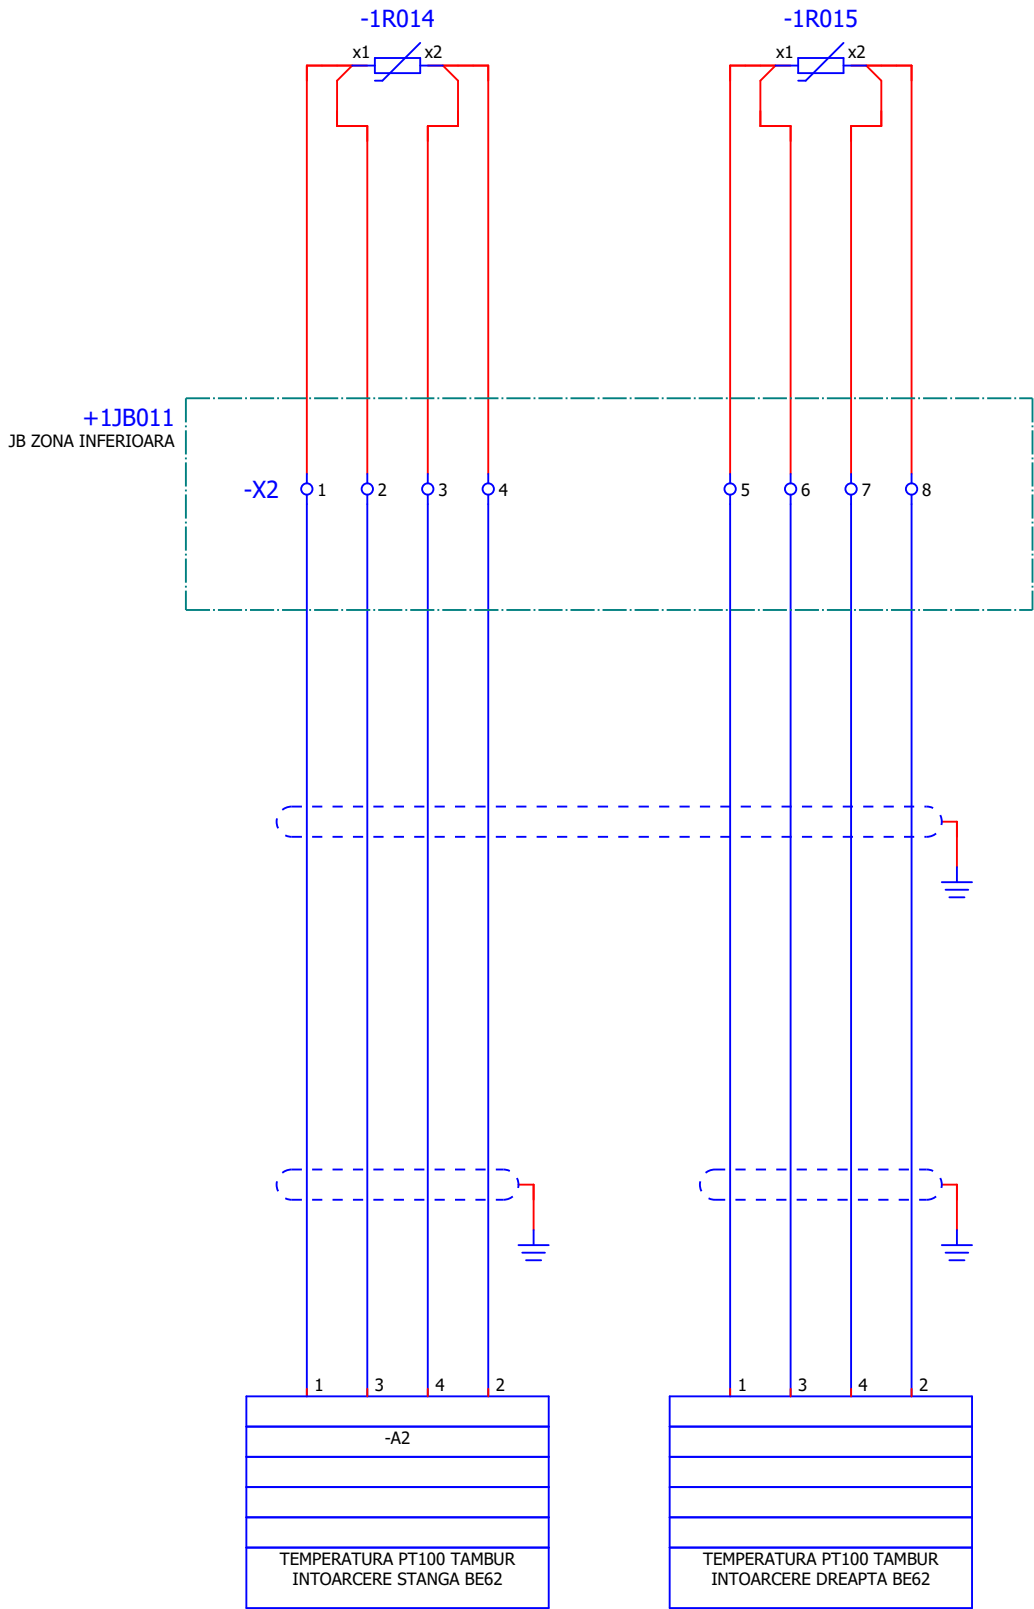 -1R014 -1R015
x1 x2 x1 x2
+1JB011
JB ZONA INFERIOARA
-X2 1 2 3 4 5 6 7 8
1 3 4 2 1 3 4 2
-A2
TEMPERATURA PT100 TAMBUR
INTOARCERE STANGA BE62
TEMPERATURA PT100 TAMBUR
INTOARCERE DREAPTA BE62